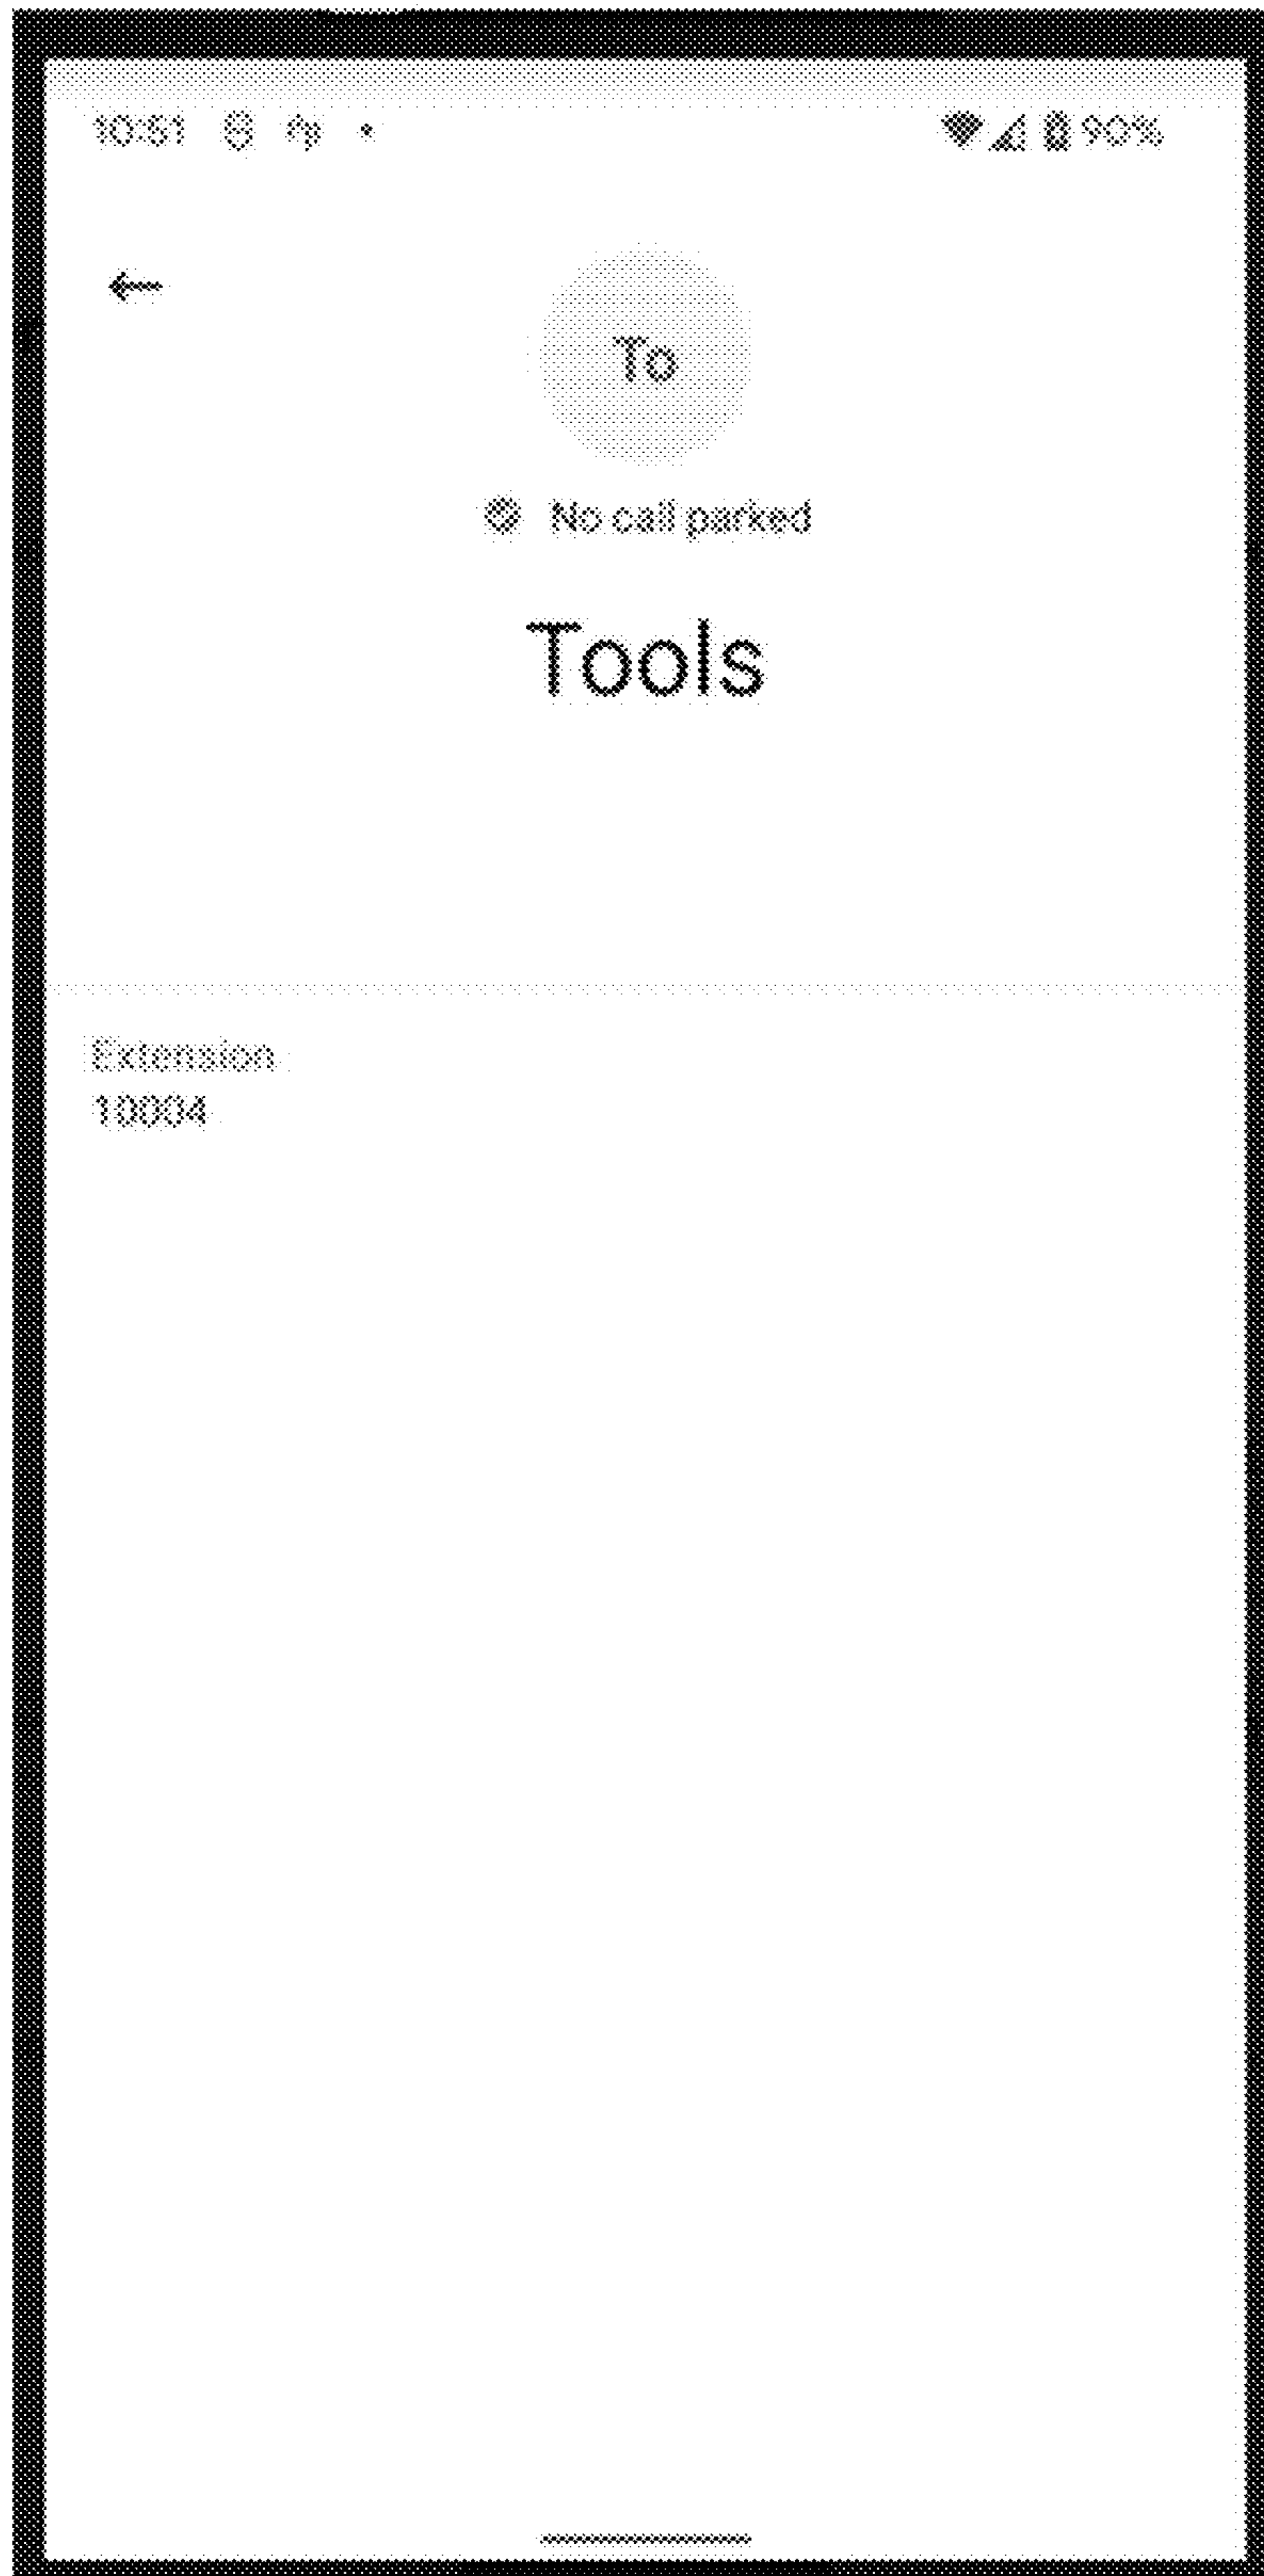 10:51 90%
To
No call parked
Tools
Extension
10004